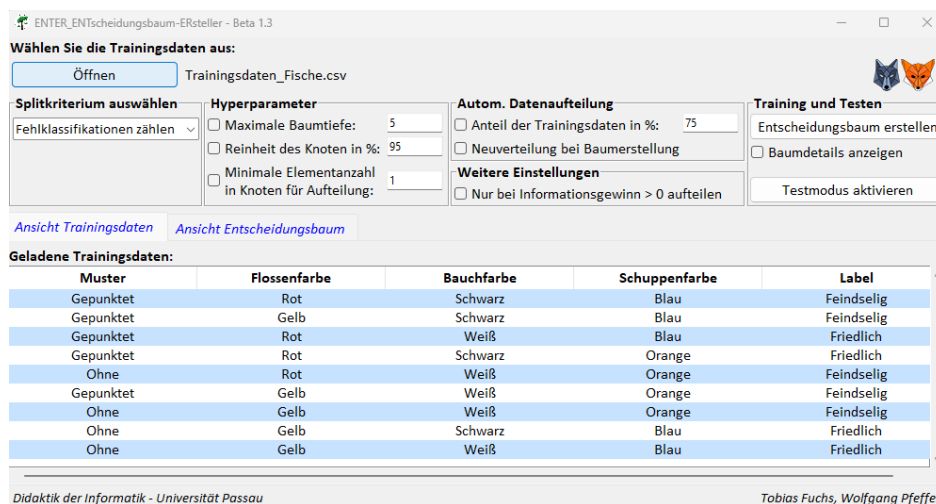 ENTER_ENTscheidungsbaum-ERsteller - Beta 1.3
Wählen Sie die Trainingsdaten aus:
Öffnen Trainingsdaten_Fische.csv
Splitkriterium auswählen
Fehlklassifikationen zählen
Hyperparameter
Maximale Baumtiefe: 5
Reinheit des Knoten in %: 95
Minimale Elementanzahl
in Knoten für Aufteilung: 1
Autom. Datenaufteilung
Anteil der Trainingsdaten in %: 75
Neuverteilung bei Baumerstellung
Weitere Einstellungen
Nur bei Informationsgewinn > 0 aufteilen
Training und Testen
Entscheidungsbaum erstellen
Baumdetails anzeigen
Testmodus aktivieren
Ansicht Trainingsdaten Ansicht Entscheidungsbaum
Geladene Trainingsdaten:
Muster Flossenfarbe Bauchfarbe Schuppenfarbe Label
Gepunktet Rot Schwarz Blau Feindselig
Gepunktet Gelb Schwarz Blau Feindselig
Gepunktet Rot Weiß Blau Friedlich
Gepunktet Rot Schwarz Orange Friedlich
Ohne Rot Weiß Orange Feindselig
Gepunktet Gelb Weiß Orange Feindselig
Ohne Gelb Weiß Orange Feindselig
Ohne Gelb Schwarz Blau Friedlich
Ohne Gelb Weiß Blau Friedlich
Didaktik der Informatik - Universität Passau Tobias Fuchs, Wolfgang Pfeffe